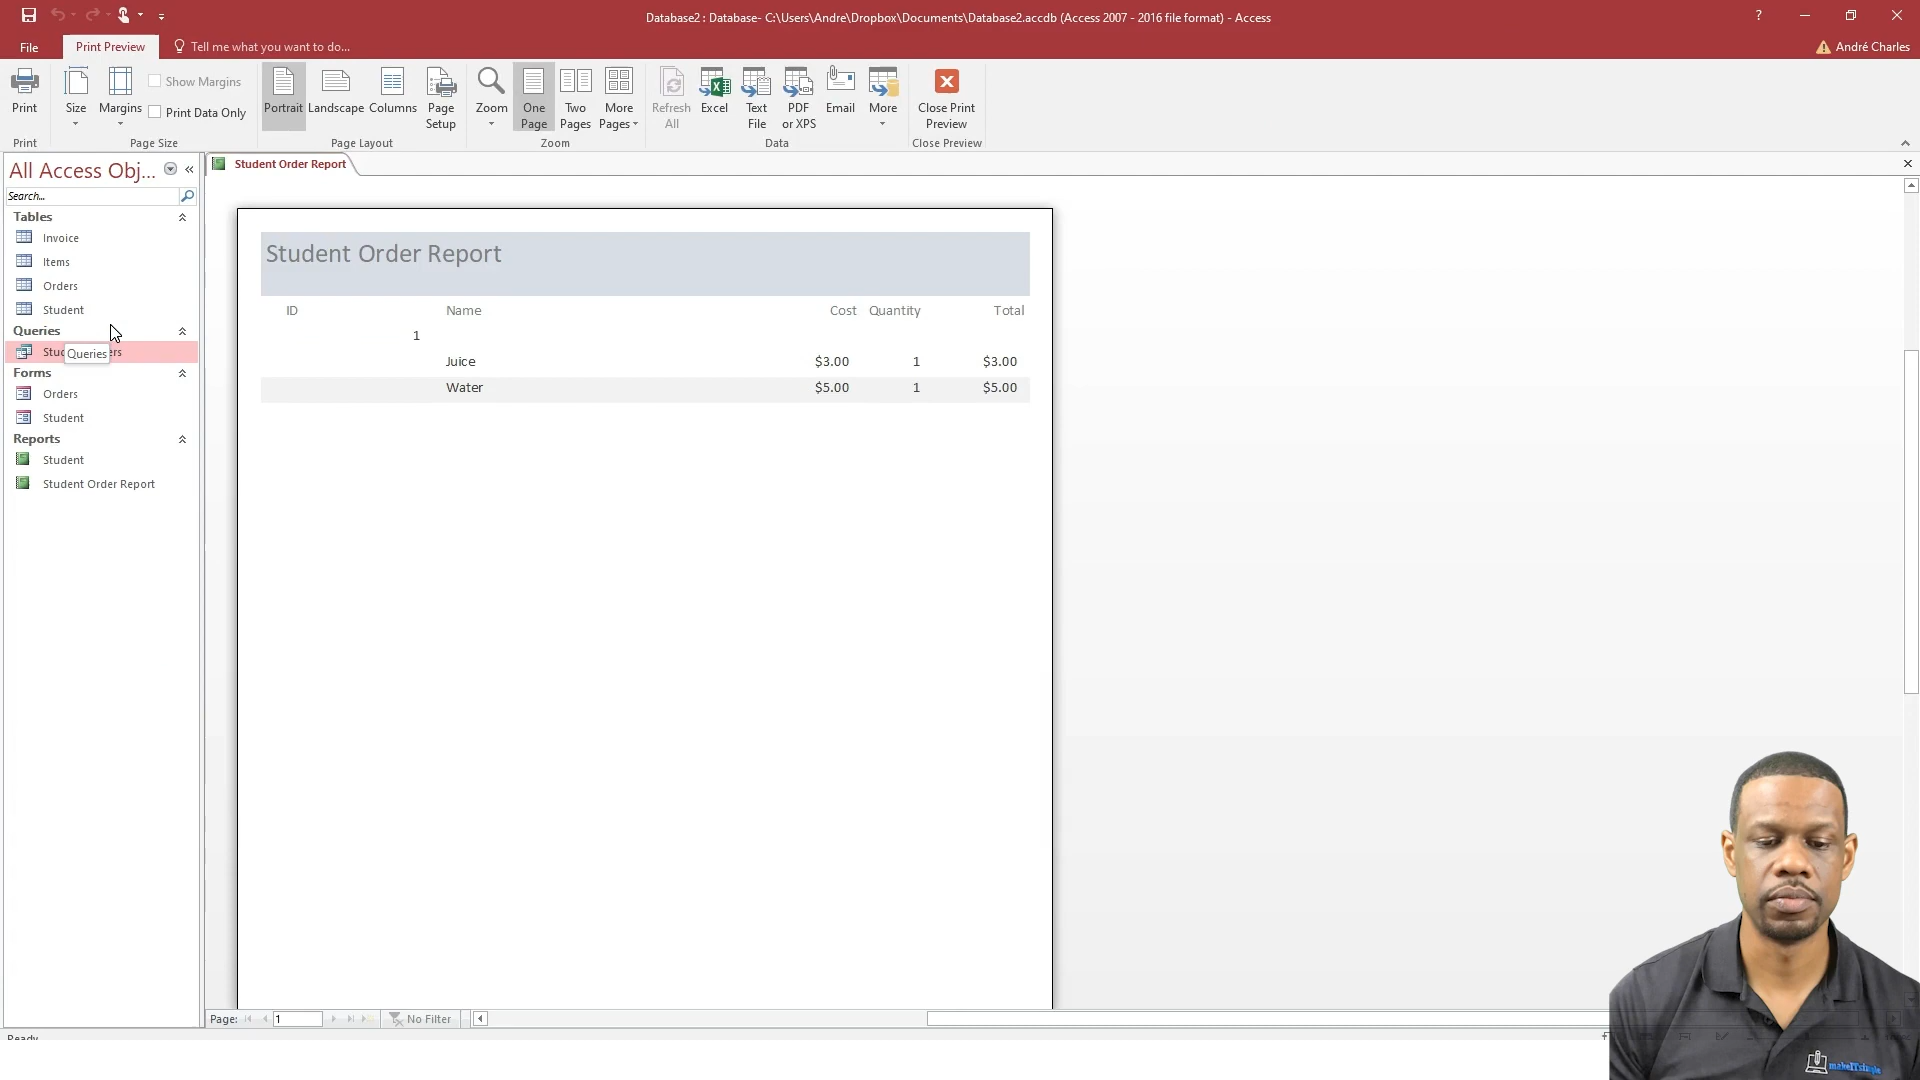 Database2 : Database- C:\Users\Andre\Dropbox\Documents\Database2.accdb (Access 2007 - 2016 file format) - Access
?
File
Print Preview
Tell me what you want to do...
André Charles
Print
Size
Margins
Show Margins
Print Data Only
Portrait
Landscape
Columns
Page
Setup
Zoom
One
Page
Two
Pages
More
Pages
Refresh
All
Excel
Text
File
PDF
or XPS
Email
More
Close Print
Preview
Print
Page Size
Page Layout
Zoom
Data
Close Preview
All Access Obj...
Search...
Tables
Invoice
Items
Orders
Student
Queries
Queries
Forms
Orders
Student
Reports
Student
Student Order Report
Student Order Report
Student Order Report
ID Name Cost Quantity Total
1
Juice $3.00 1 $3.00
Water $5.00 1 $5.00
Page: 1 No Filter
Ready
makeITsimple